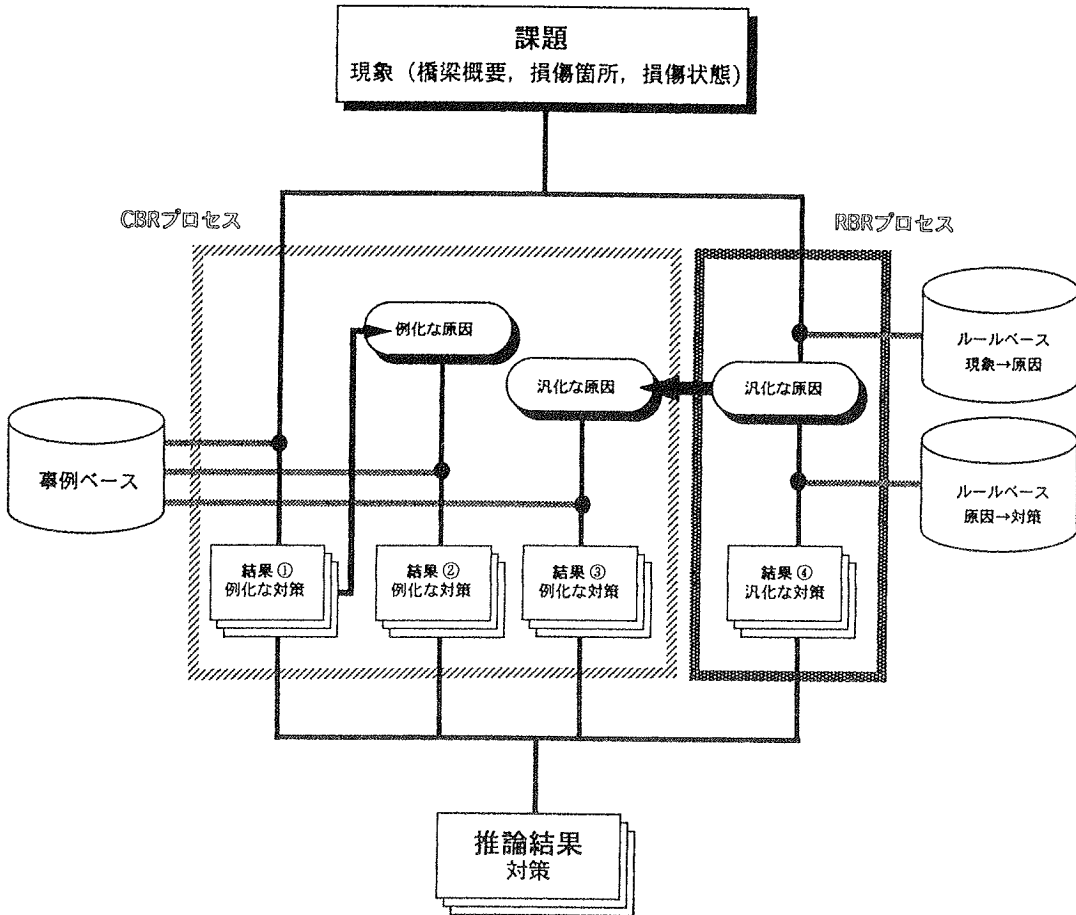 課題
現象（橋梁概要，損傷箇所，損傷状態）
CBRプロセス
RBRプロセス
例化な原因
汎化な原因
汎化な原因
ルールベース
現象→原因
ルールベース
原因→対策
事例ベース
結果①
例化な対策
結果②
例化な対策
結果③
例化な対策
結果④
汎化な対策
推論結果
対策